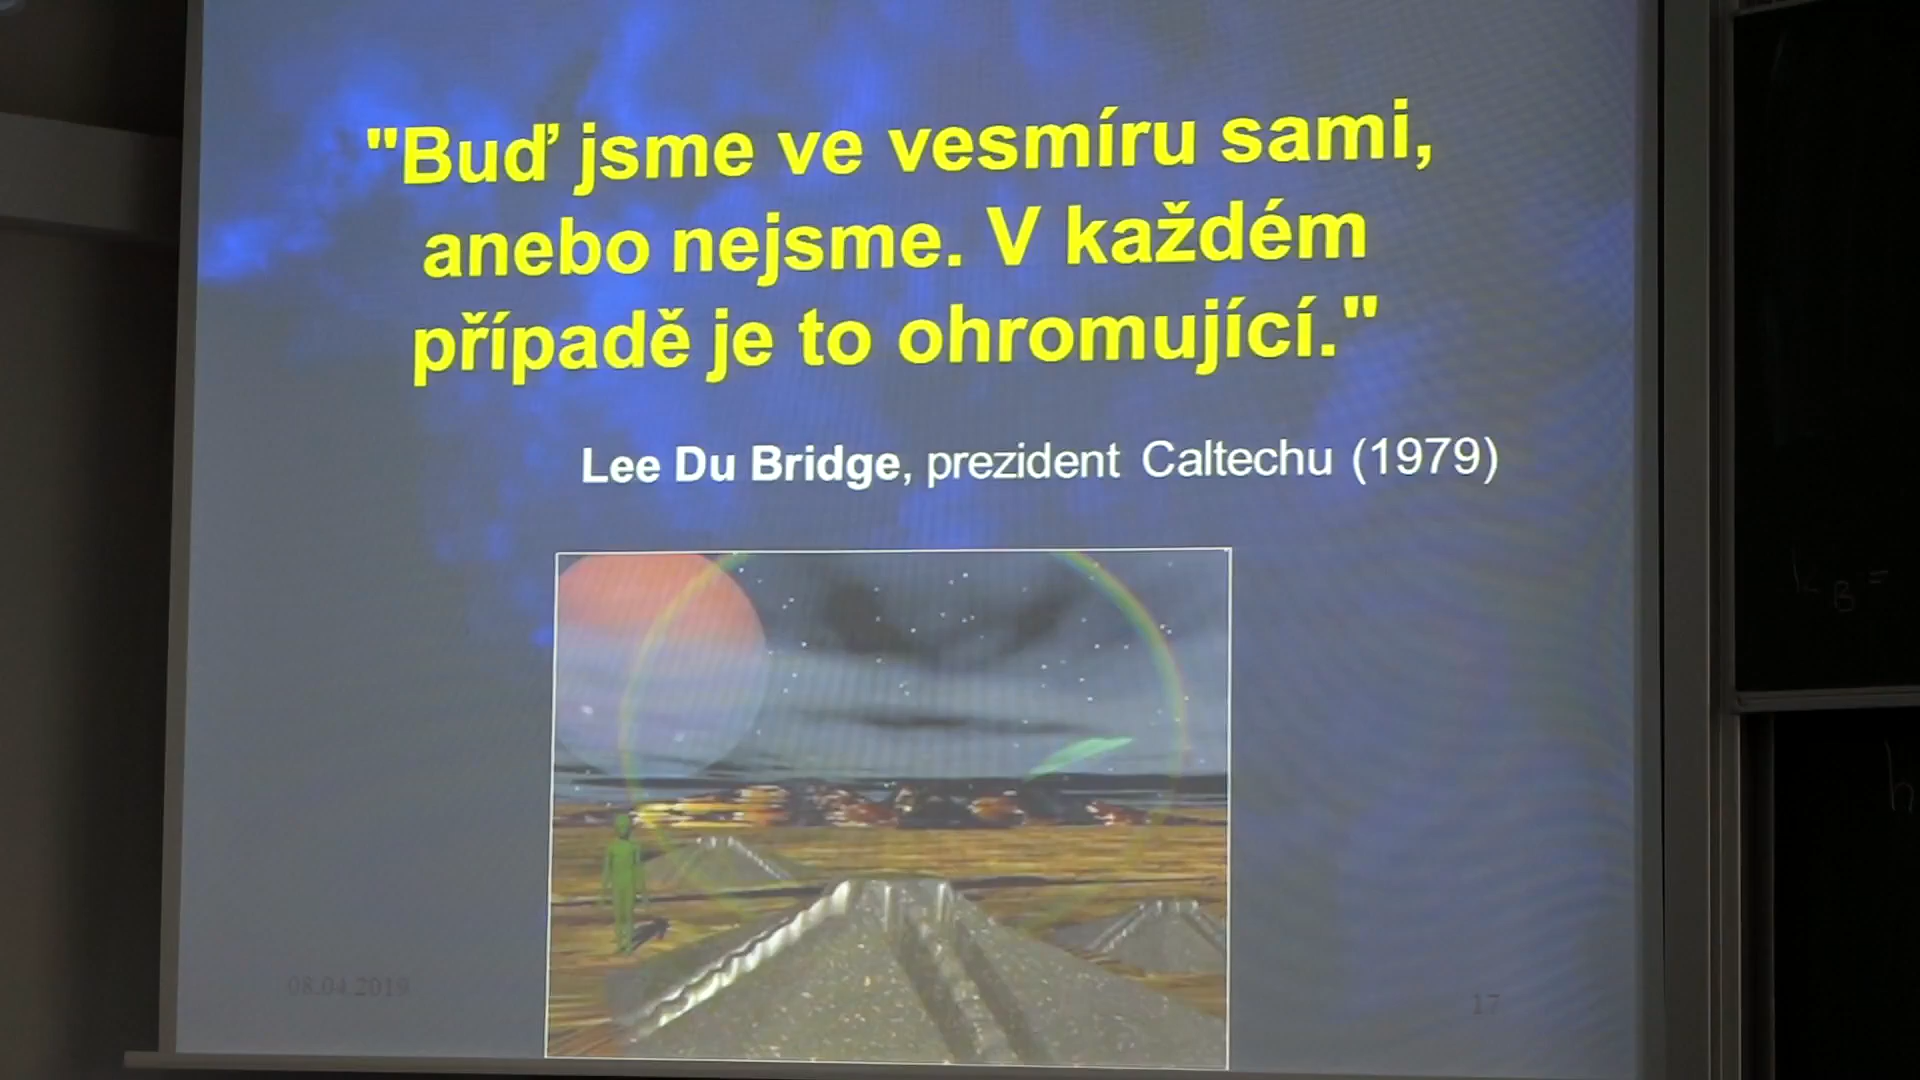 "Buď jsme ve vesmíru sami,
anebo nejsme. V každém
případě je to ohromující."
Lee Du Bridge, prezident Caltechu (1979)
08.04.2019
17